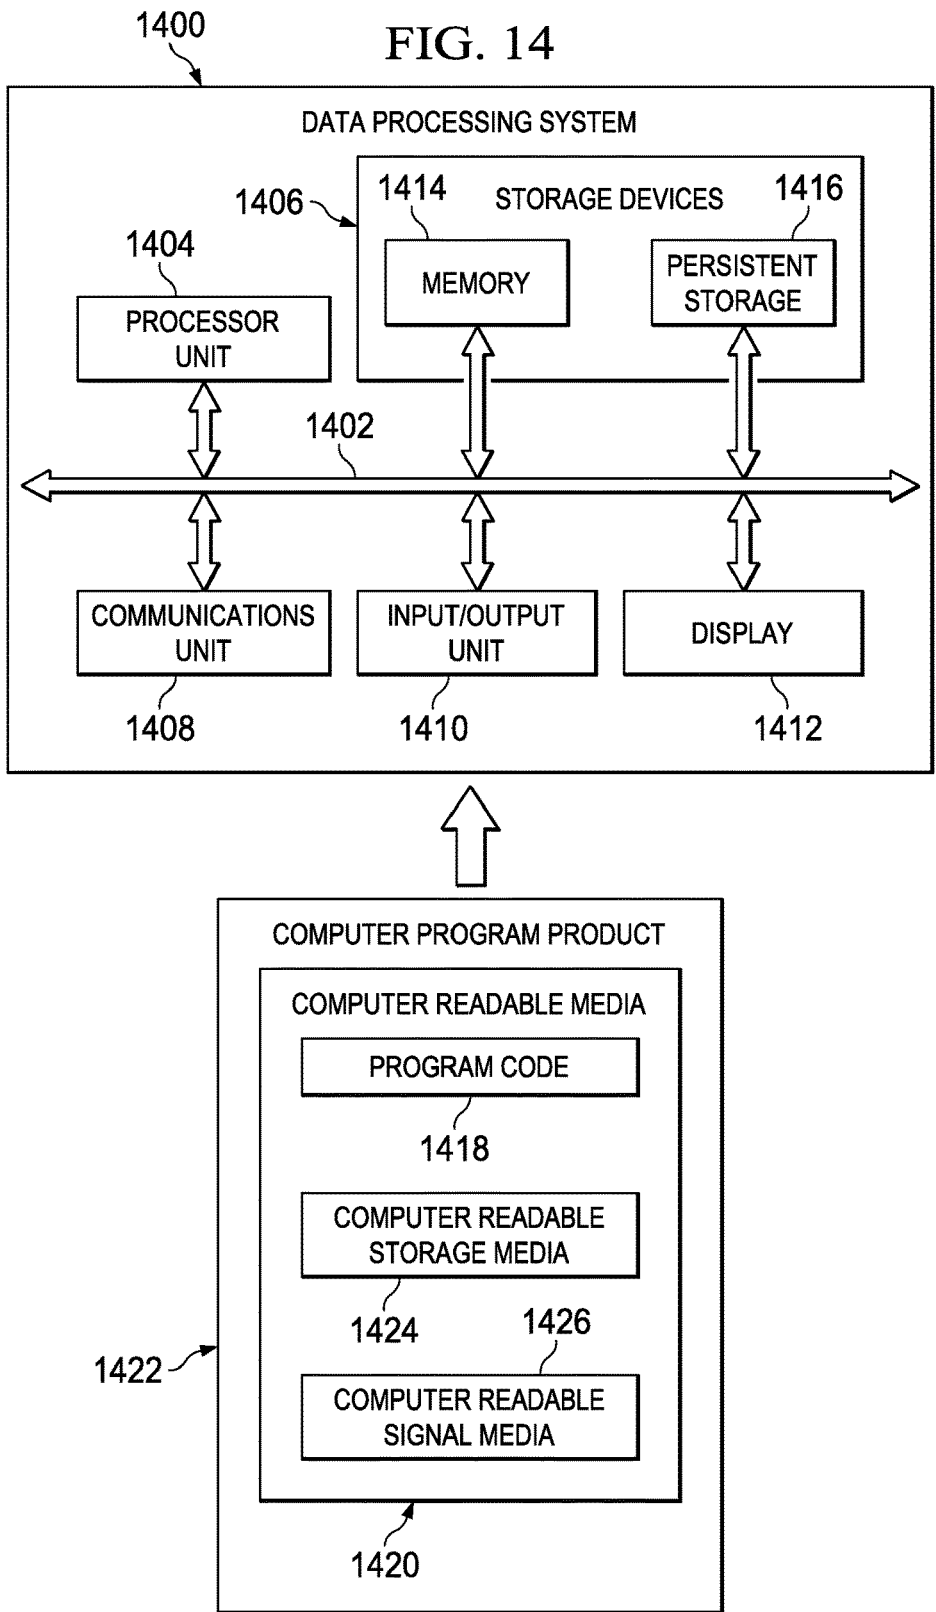 1400
FIG. 14
DATA PROCESSING SYSTEM
1406
1414
STORAGE DEVICES
1416
MEMORY
PERSISTENT
STORAGE
1404
PROCESSOR
UNIT
1402
COMMUNICATIONS
UNIT
INPUT/OUTPUT
UNIT
DISPLAY
1408
1410
1412
COMPUTER PROGRAM PRODUCT
COMPUTER READABLE MEDIA
PROGRAM CODE
1418
COMPUTER READABLE
STORAGE MEDIA
1424
1426
1422
COMPUTER READABLE
SIGNAL MEDIA
1420